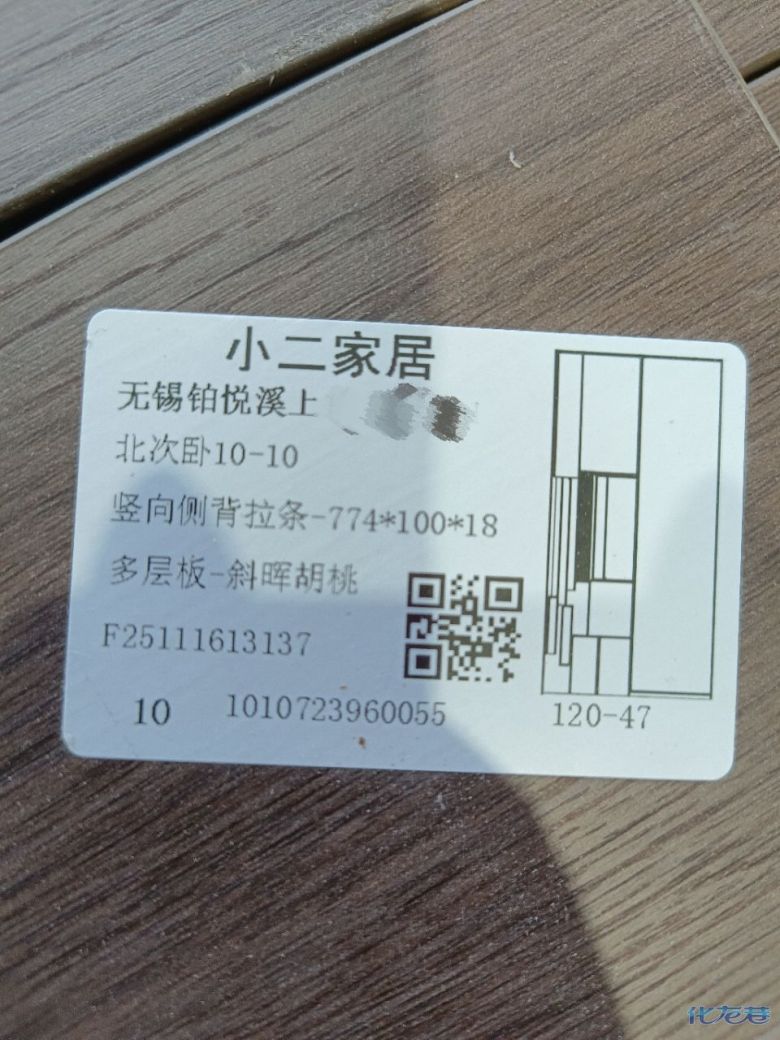 小二家居
无锡铂悦溪上
北次卧10-10
竖向侧背拉条-774*100*18
多层板-斜晖胡桃
F25111613137
10 1010723960055 120-47
化龙巷